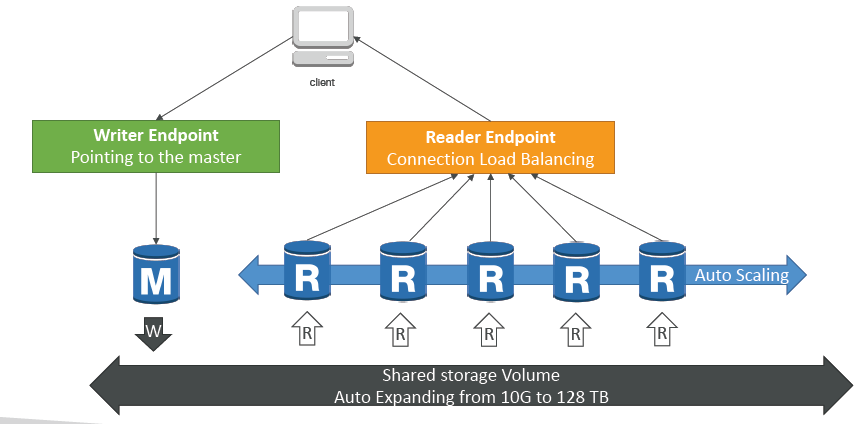 client
Writer Endpoint
Pointing to the master
Reader Endpoint
Connection Load Balancing
M
R
R
R
R
R
Auto Scaling
W
R
R
R
R
R
Shared storage Volume
Auto Expanding from 10G to 128 TB